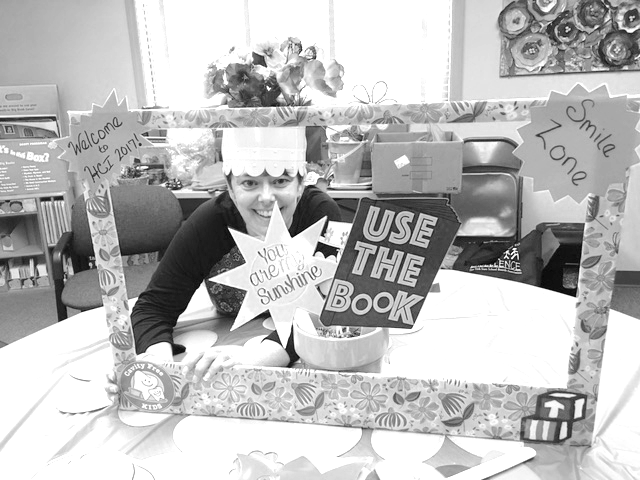 Welcome
to
HCI 2017!
Smile
Zone
You
are my
Sunshine
USE
THE
BOOK
Cavity Free
KIDS